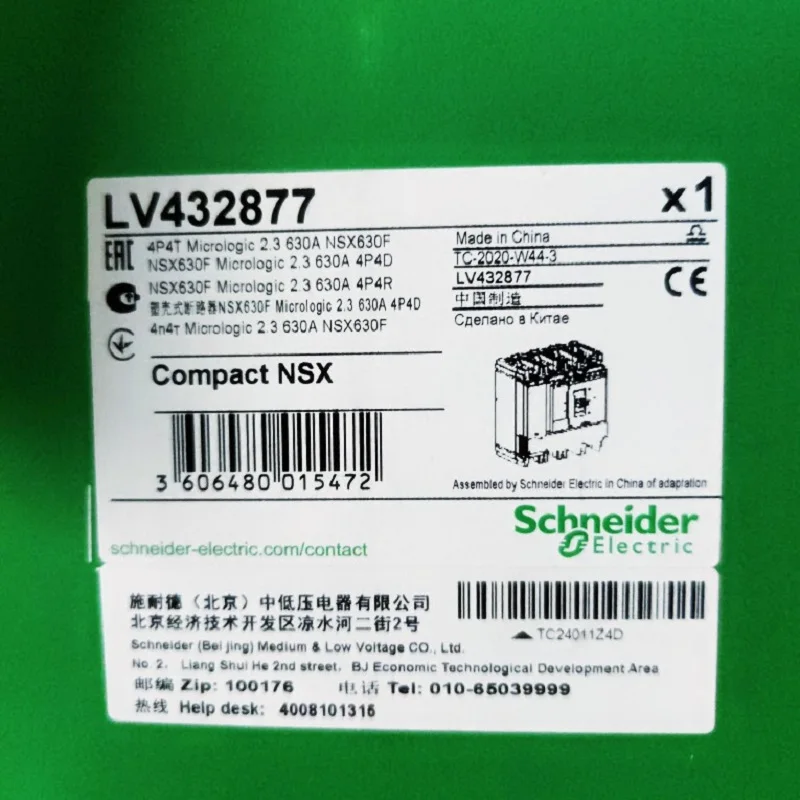 LV432877
x1
EAC
4P4T Micrologic 2.3 630A NSX630F
NSX630F Micrologic 2.3 630A 4P4D
NSX630F Micrologic 2.3 630A 4P4R
塑壳式断路器NSX630F Micrologic 2.3 630A 4P4D
4п4т Micrologic 2.3 630A NSX630F
Made in China
TC-2020-W44-3
LV432877
中国制造
Сделано в Китае
CE
Compact NSX
3 606480 015472
Assembled by Schneider Electric in China of adaptation
Schneider
Electric
schneider-electric.com/contact
施耐德（北京）中低压电器有限公司
北京经济技术开发区凉水河二街2号
TC24011Z4D
Schneider (Beijing) Medium & Low Voltage CO., Ltd.
No. 2, Liang Shui He 2nd street, BJ Economic Technological Development Area
邮编 Zip: 100176 电话 Tel: 010-65039999
热线 Help desk: 4008101315